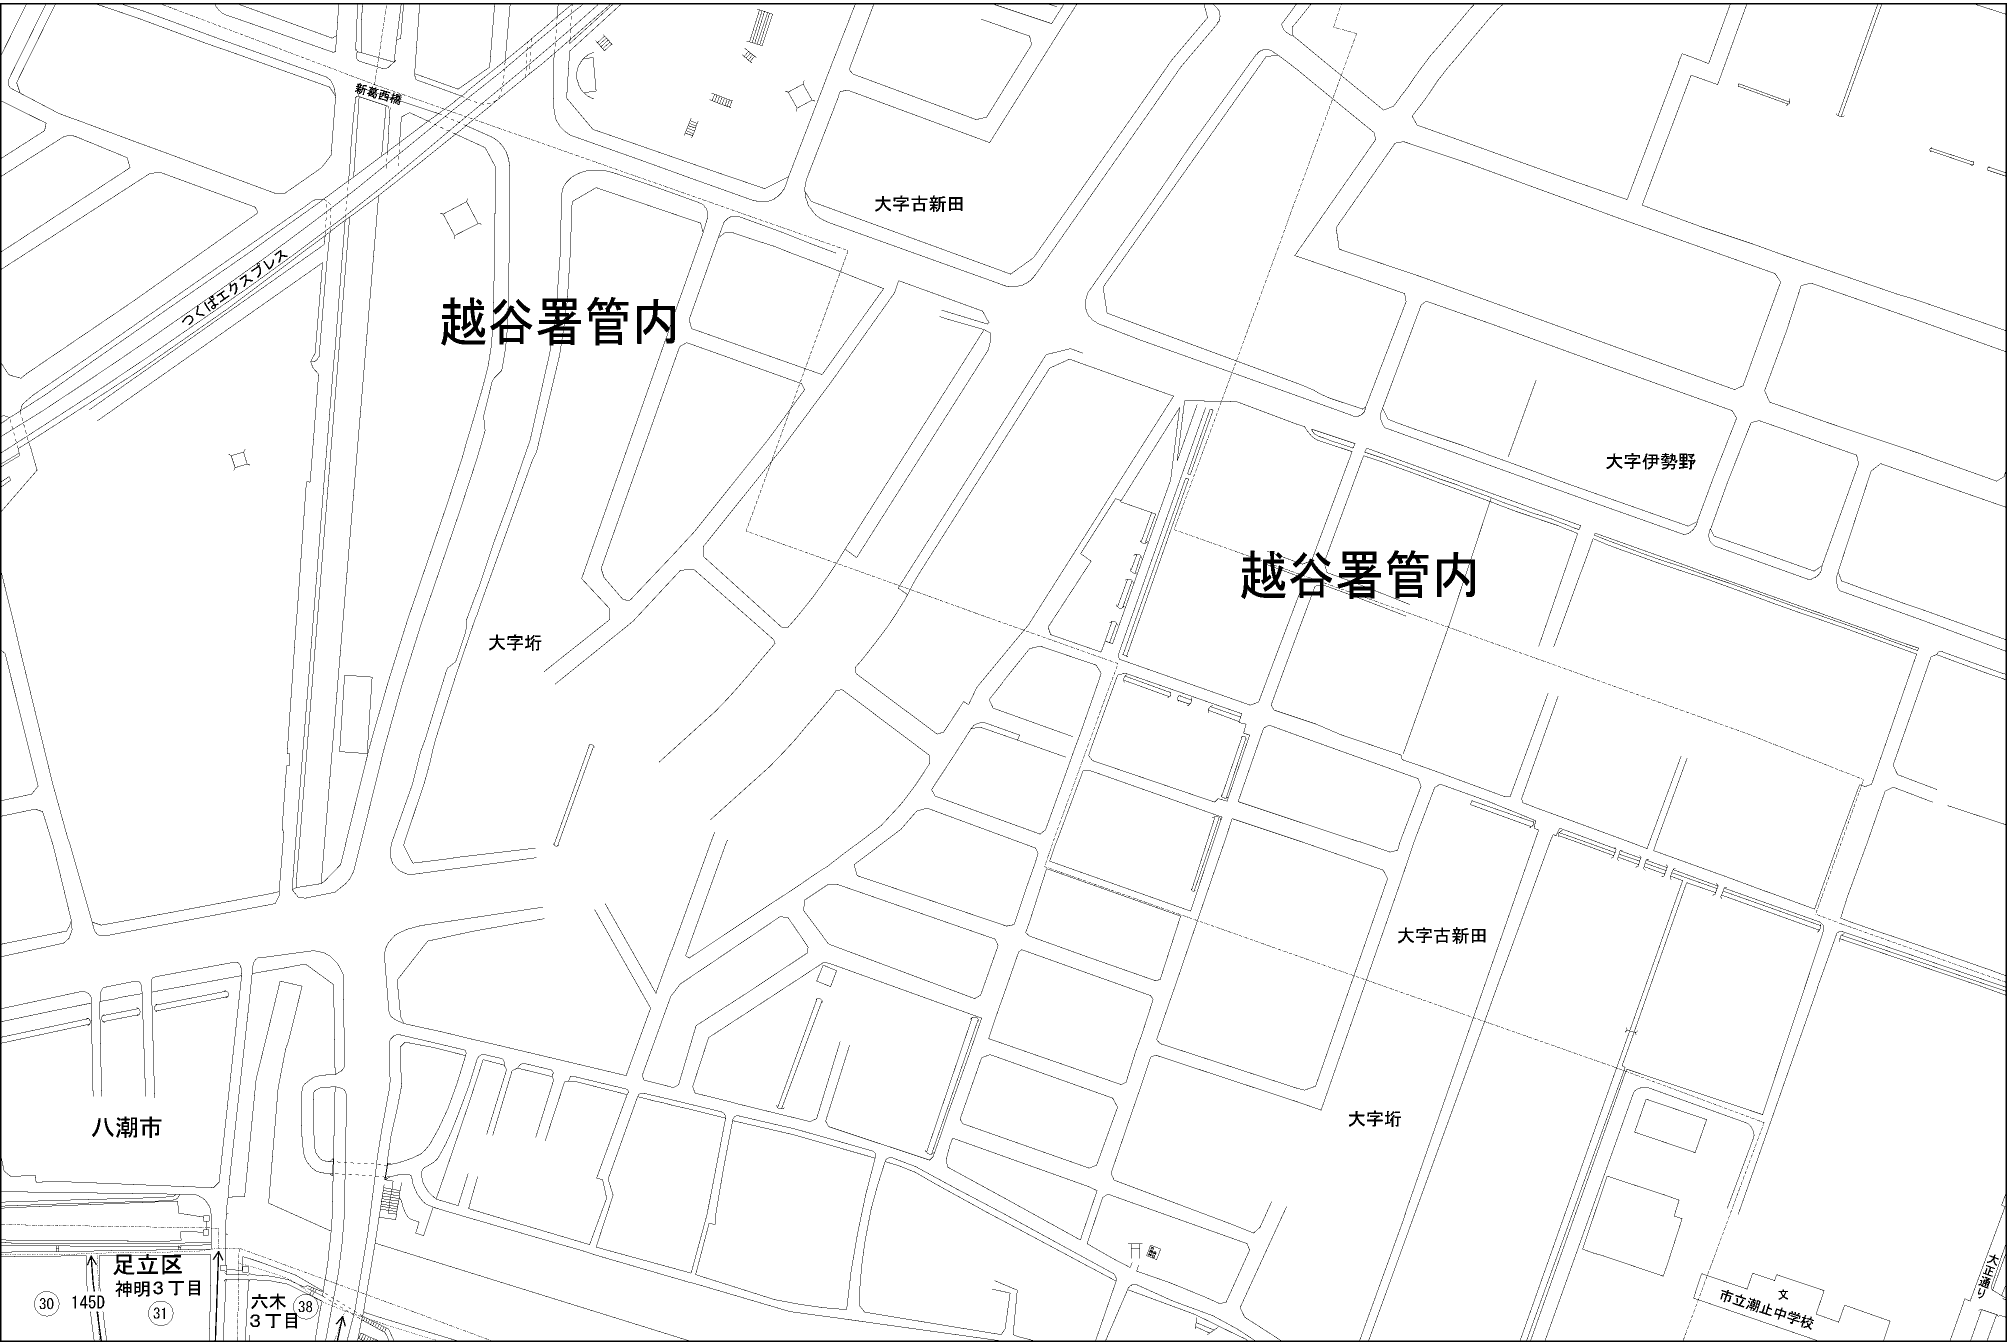 新葛西橋
大字古新田
つくばエクスプレス
越谷署管内
大字伊勢野
越谷署管内
大字垳
大字古新田
大字垳
八潮市
足立区
神明3丁目
30
145D
31
六木
3丁目
38
大正通り
文
市立潮止中学校